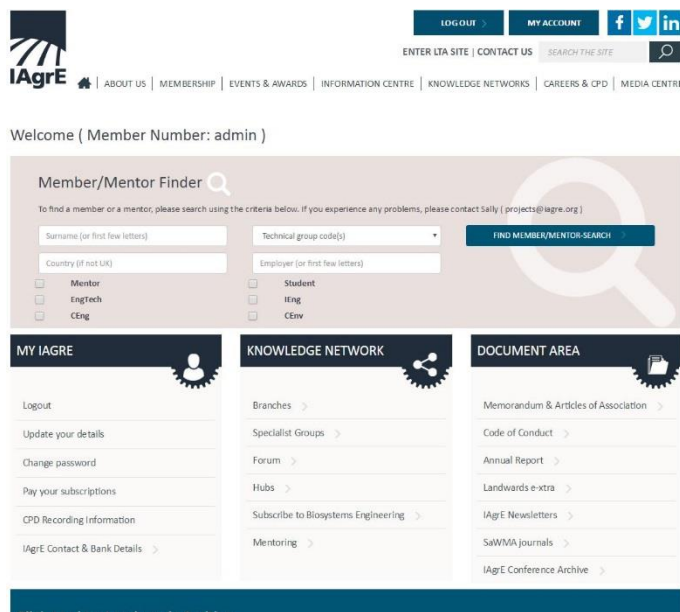 LOGOUT
MY ACCOUNT
ENTER LTA SITE | CONTACT US
SEARCH THE SITE
IAgrE
ABOUT US | MEMBERSHIP | EVENTS & AWARDS | INFORMATION CENTRE | KNOWLEDGE NETWORKS | CAREERS & CPD | MEDIA CENTRE
Welcome ( Member Number: admin )
Member/Mentor Finder
To find a member or a mentor, please search using the criteria below. If you experience any problems, please contact Sally ( projects@iagre.org )
Surname (or first few letters)
Technical group code(s)
FIND MEMBER/MENTOR-SEARCH
Country (if not UK)
Employer (or first few letters)
Mentor
Student
EngTech
IEng
CEng
CEnv
MY IAGRE
Logout
Update your details
Change password
Pay your subscriptions
CPD Recording Information
IAgrE Contact & Bank Details
KNOWLEDGE NETWORK
Branches
Specialist Groups
Forum
Hubs
Subscribe to Biosystems Engineering
Mentoring
DOCUMENT AREA
Memorandum & Articles of Association
Code of Conduct
Annual Report
Landwards e-xtra
IAgrE Newsletters
SaWMA journals
IAgrE Conference Archive